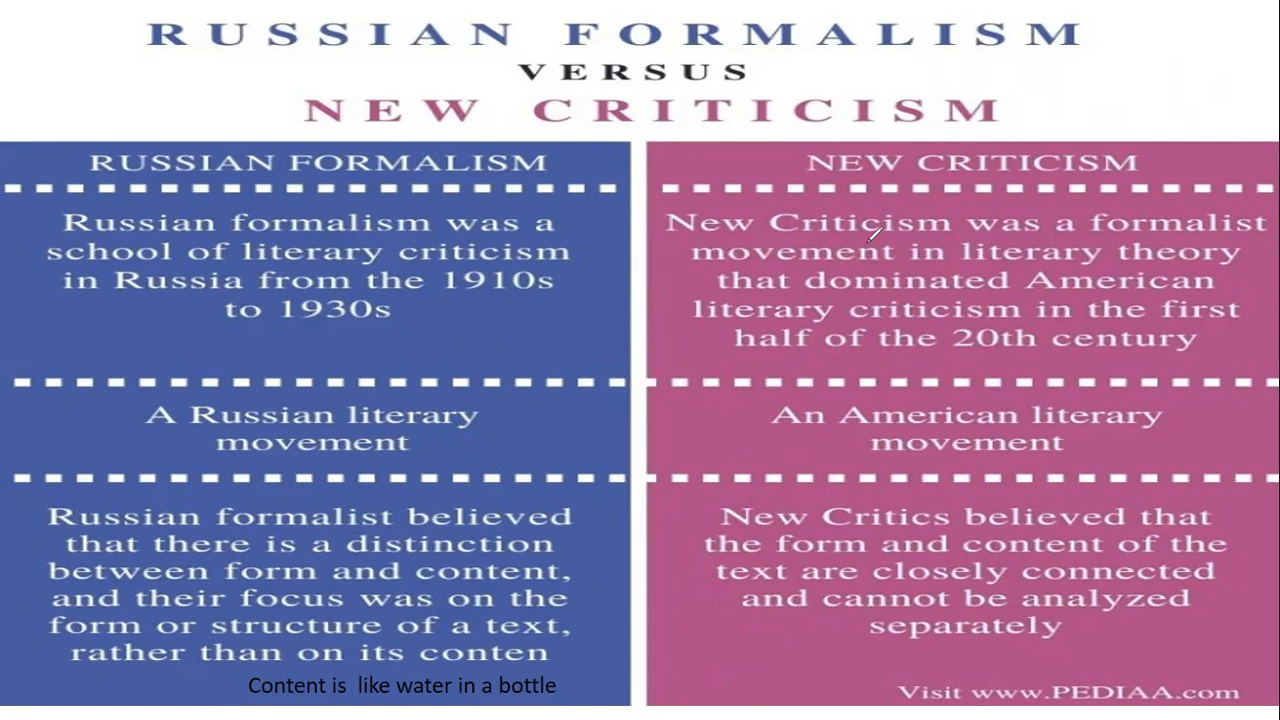 RUSSIAN FORMALISM
VERSUS
NEW CRITICISM
RUSSIAN FORMALISM
Russian formalism was a
school of literary criticism
in Russia from the 1910s
to 1930s
A Russian literary
movement
Russian formalist believed
that there is a distinction
between form and content,
and their focus was on the
form or structure of a text,
rather than on its conten
Content is  like water in a bottle
NEW CRITICISM
New Criticism was a formalist
movement in literary theory
that dominated American
literary criticism in the first
half of the 20th century
An American literary
movement
New Critics believed that
the form and content of the
text are closely connected
and cannot be analyzed
separately
Visit www.PEDIAA.com